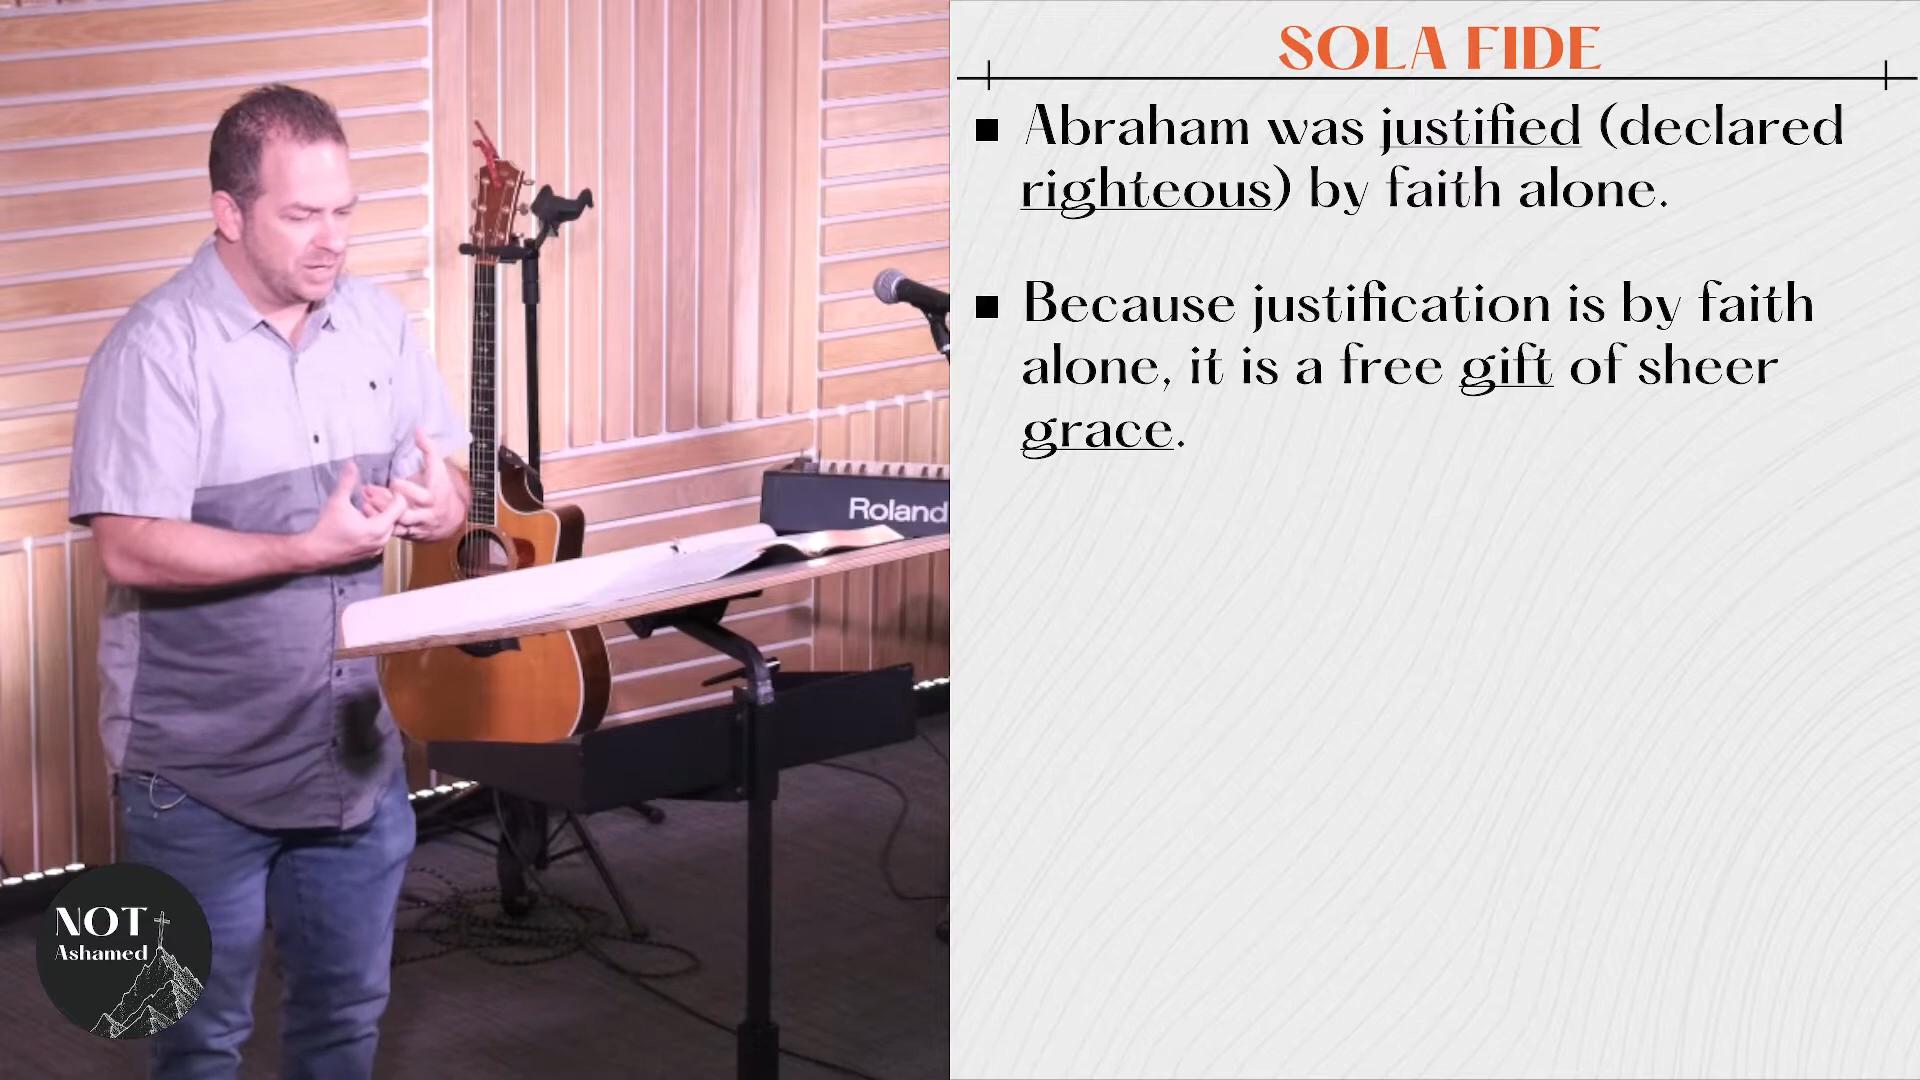 SOLA FIDE
■ Abraham was justified (declared
righteous) by faith alone.
■ Because justification is by faith
alone, it is a free gift of sheer
grace.
Roland
NOT
Ashamed